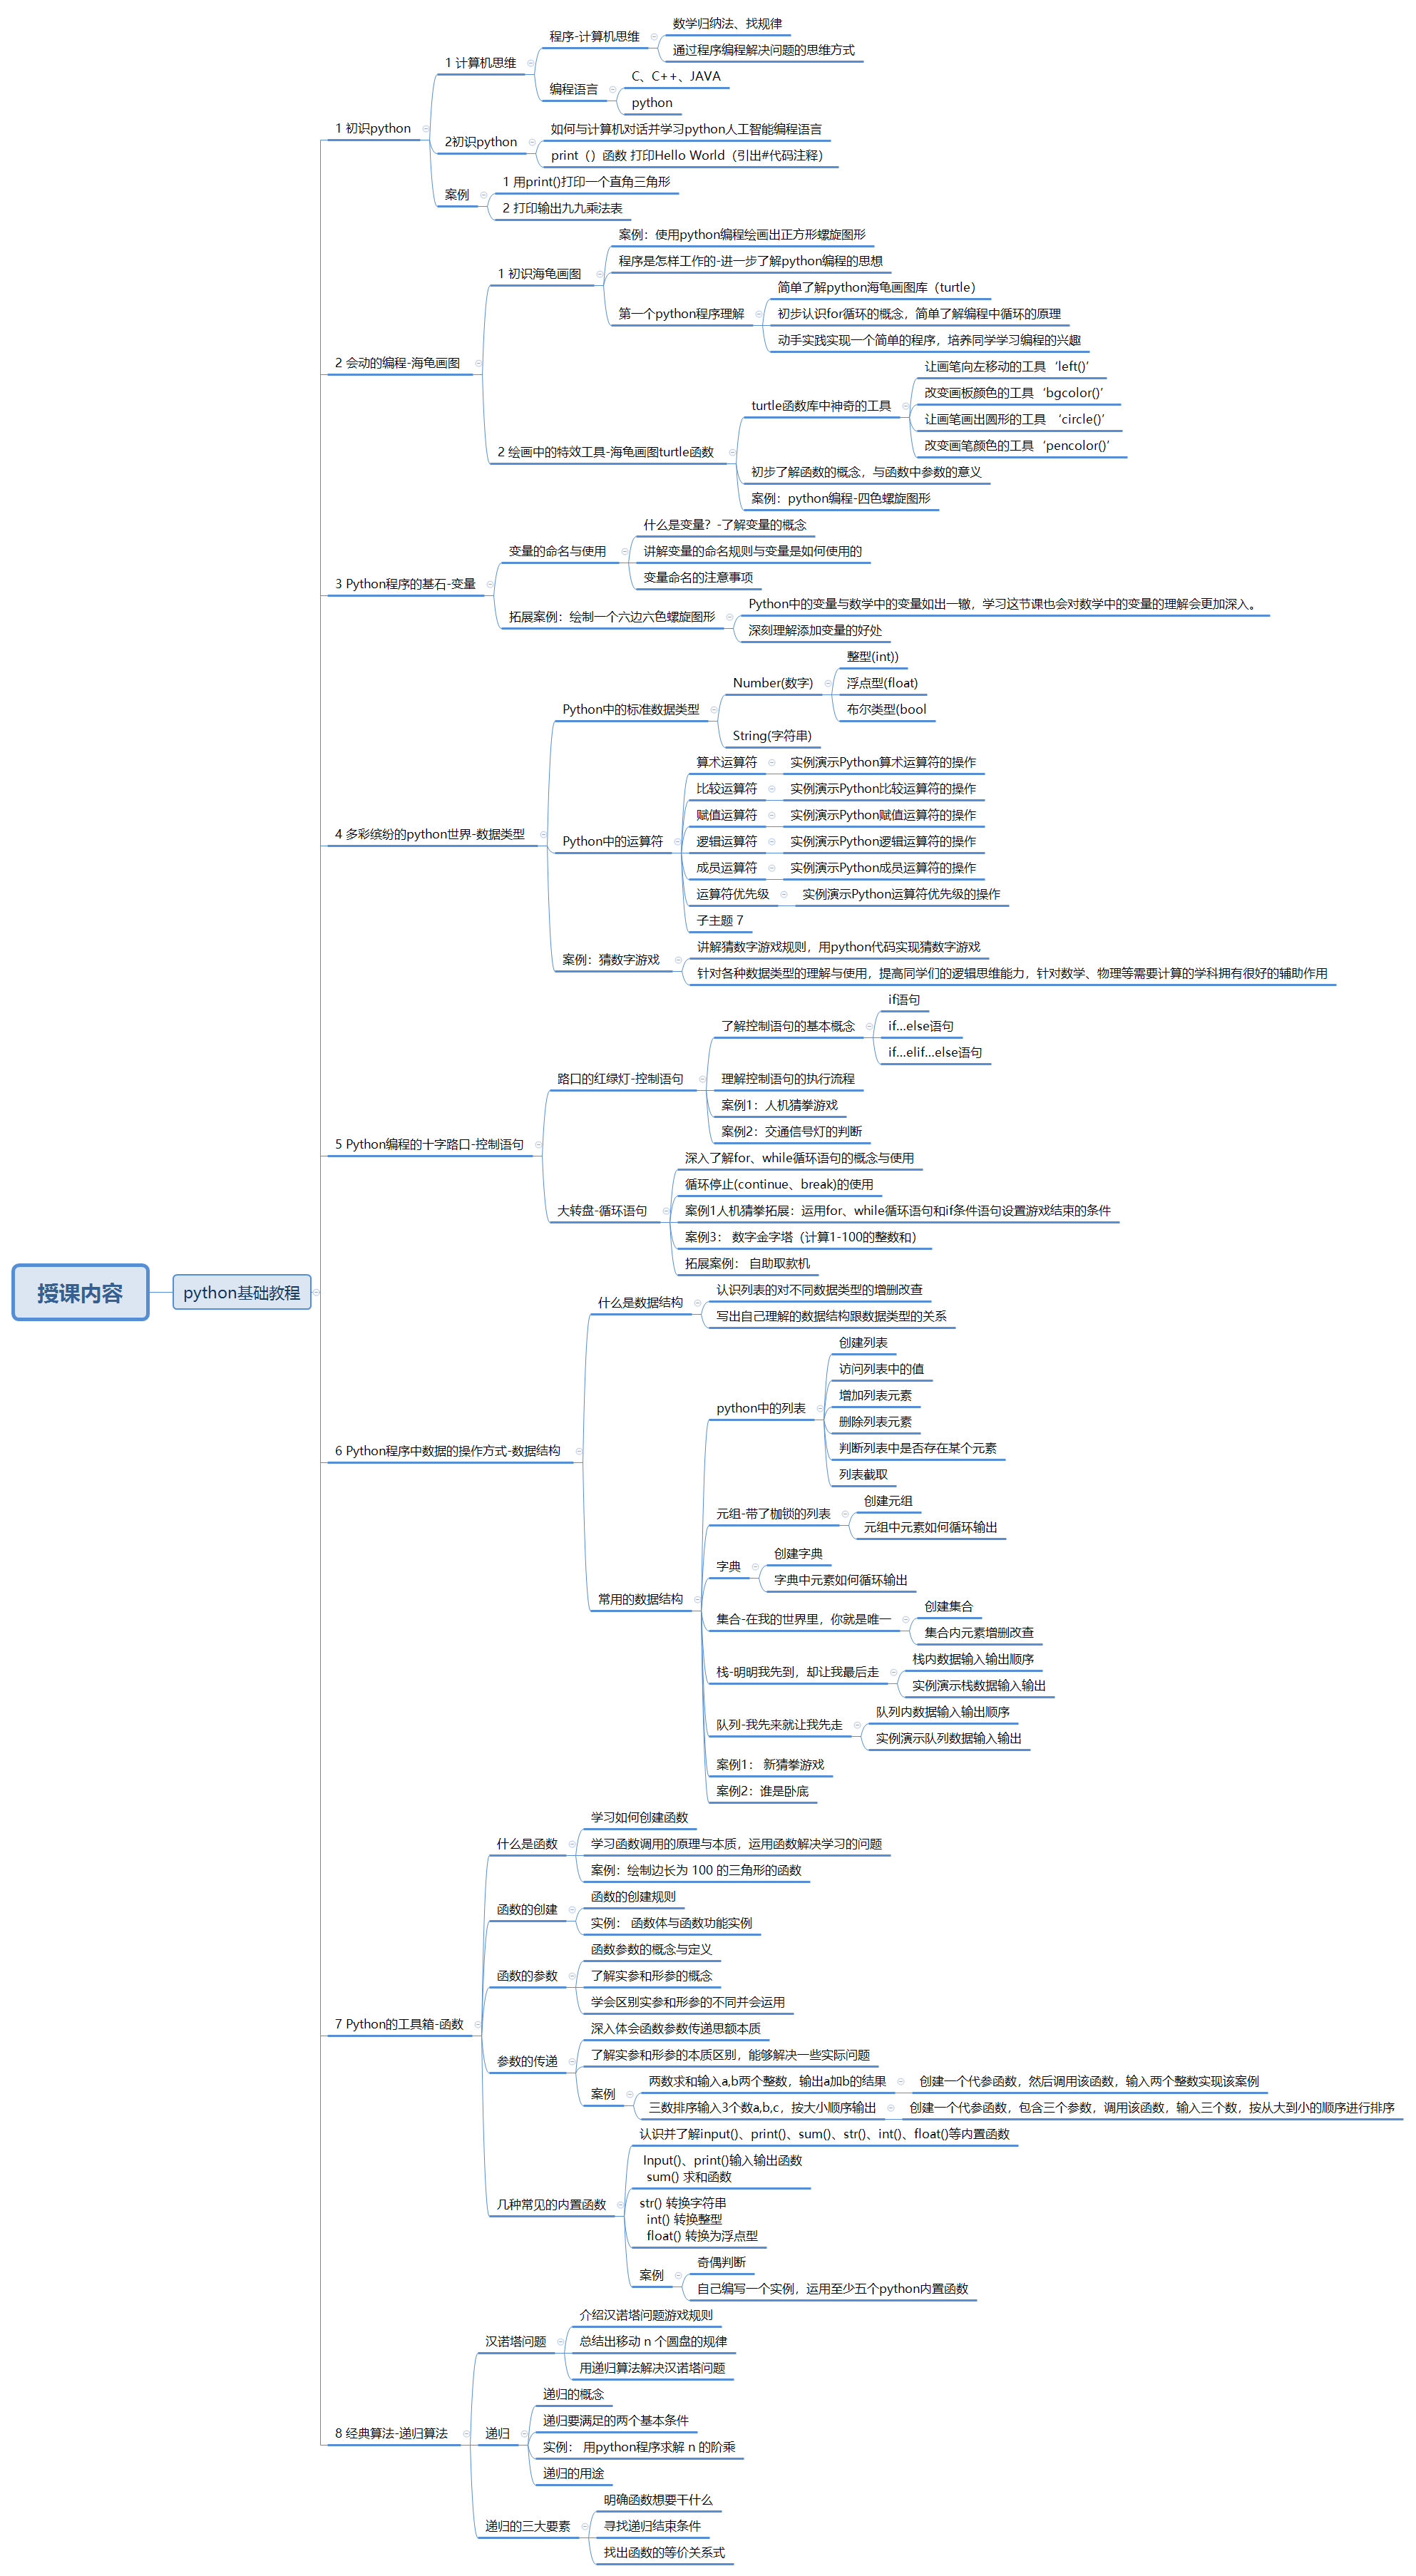 授课内容
python基础教程
1 初识python
1 计算机思维
程序-计算机思维
数学归纳法、找规律
通过程序编程解决问题的思维方式
编程语言
C、C++、JAVA
python
2初识python
如何与计算机对话并学习python人工智能编程语言
print（）函数 打印Hello World（引出#代码注释）
案例
1 用print()打印一个直角三角形
2 打印输出九九乘法表
2 会动的编程-海龟画图
1 初识海龟画图
案例：使用python编程绘画出正方形螺旋图形
程序是怎样工作的-进一步了解python编程的思想
第一个python程序理解
简单了解python海龟画图库（turtle）
初步认识for循环的概念，简单了解编程中循环的原理
动手实践实现一个简单的程序，培养同学学习编程的兴趣
2 绘画中的特效工具-海龟画图turtle函数
turtle函数库中神奇的工具
让画笔向左移动的工具 ‘left()’
改变画板颜色的工具 ‘bgcolor()’
让画笔画出圆形的工具 ‘circle()’
改变画笔颜色的工具 ‘pencolor()’
初步了解函数的概念，与函数中参数的意义
案例：python编程-四色螺旋图形
3 Python程序的基石-变量
变量的命名与使用
什么是变量？-了解变量的概念
讲解变量的命名规则与变量是如何使用的
变量命名的注意事项
拓展案例：绘制一个六边六色螺旋图形
Python中的变量与数学中的变量如出一辙，学习这节课也会对数学中的变量的理解会更加深入。
深刻理解添加变量的好处
4 多彩缤纷的python世界-数据类型
Python中的标准数据类型
Number(数字)
整型(int))
浮点型(float)
布尔类型(bool
String(字符串)
Python中的运算符
算术运算符
实例演示Python算术运算符的操作
比较运算符
实例演示Python比较运算符的操作
赋值运算符
实例演示Python赋值运算符的操作
逻辑运算符
实例演示Python逻辑运算符的操作
成员运算符
实例演示Python成员运算符的操作
运算符优先级
实例演示Python运算符优先级的操作
子主题 7
案例：猜数字游戏
讲解猜数字游戏规则，用python代码实现猜数字游戏
针对各种数据类型的理解与使用，提高同学们的逻辑思维能力，针对数学、物理等需要计算的学科拥有很好的辅助作用
5 Python编程的十字路口-控制语句
路口的红绿灯-控制语句
了解控制语句的基本概念
if语句
if...else语句
if...elif...else语句
理解控制语句的执行流程
案例1：人机猜拳游戏
案例2：交通信号灯的判断
大转盘-循环语句
深入了解for、while循环语句的概念与使用
循环停止(continue、break)的使用
案例1人机猜拳拓展：运用for、while循环语句和if条件语句设置游戏结束的条件
案例3： 数字金字塔（计算1-100的整数和）
拓展案例： 自助取款机
6 Python程序中数据的操作方式-数据结构
什么是数据结构
认识列表的对不同数据类型的增删改查
写出自己理解的数据结构跟数据类型的关系
常用的数据结构
python中的列表
创建列表
访问列表中的值
增加列表元素
删除列表元素
判断列表中是否存在某个元素
列表截取
元组-带了枷锁的列表
创建元组
元组中元素如何循环输出
字典
创建字典
字典中元素如何循环输出
集合-在我的世界里，你就是唯一
创建集合
集合内元素增删改查
栈-明明我先到，却让我最后走
栈内数据输入输出顺序
实例演示栈数据输入输出
队列-我先来就让我先走
队列内数据输入输出顺序
实例演示队列数据输入输出
案例1： 新猜拳游戏
案例2：谁是卧底
7 Python的工具箱-函数
什么是函数
学习如何创建函数
学习函数调用的原理与本质，运用函数解决学习的问题
案例：绘制边长为 100 的三角形的函数
函数的创建
函数的创建规则
实例： 函数体与函数功能实例
函数的参数
函数参数的概念与定义
了解实参和形参的概念
学会区别实参和形参的不同并会运用
参数的传递
深入体会函数参数传递思额本质
了解实参和形参的本质区别，能够解决一些实际问题
案例
两数求和输入a,b两个整数，输出a加b的结果
创建一个代参函数，然后调用该函数，输入两个整数实现该案例
三数排序输入3个数a,b,c，按大小顺序输出
创建一个代参函数，包含三个参数，调用该函数，输入三个数，按从大到小的顺序进行排序
几种常见的内置函数
认识并了解input()、print()、sum()、str()、int()、float()等内置函数
Input()、print()输入输出函数
sum() 求和函数
str() 转换字符串
int() 转换整型
float() 转换为浮点型
案例
奇偶判断
自己编写一个实例，运用至少五个python内置函数
8 经典算法-递归算法
汉诺塔问题
介绍汉诺塔问题游戏规则
总结出移动 n 个圆盘的规律
用递归算法解决汉诺塔问题
递归
递归的概念
递归要满足的两个基本条件
实例： 用python程序求解 n 的阶乘
递归的用途
递归的三大要素
明确函数想要干什么
寻找递归结束条件
找出函数的等价关系式